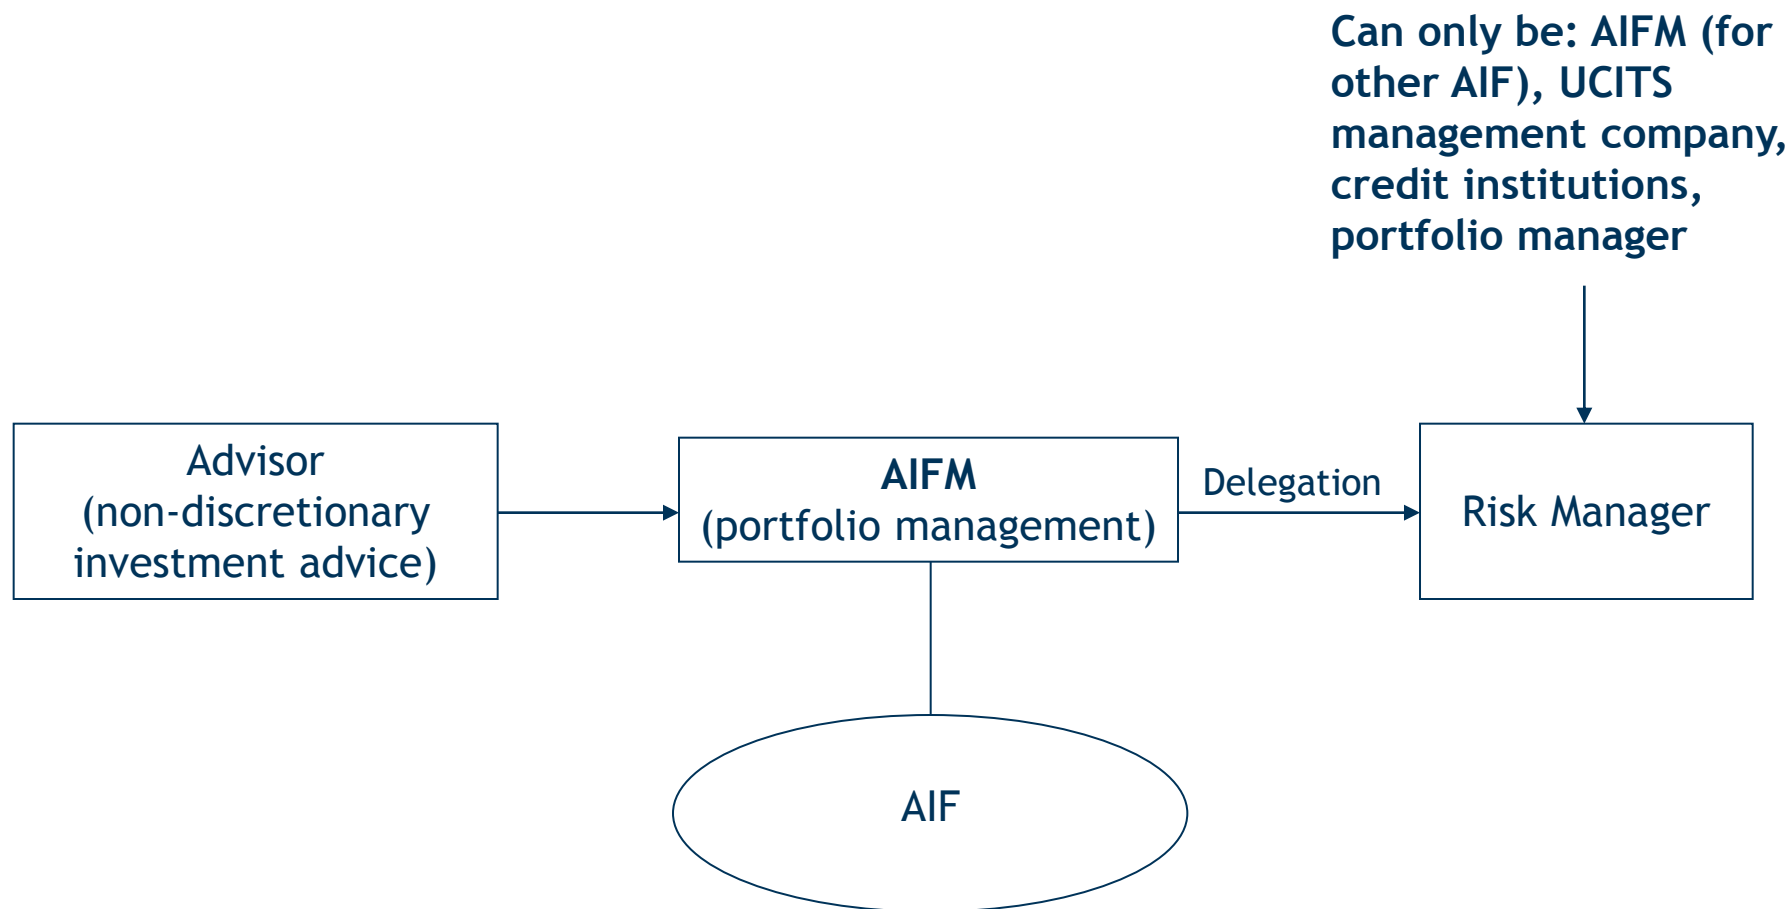 Can only be: AIFM (for
other AIF), UCITS
management company,
credit institutions,
portfolio manager
Advisor
(non-discretionary
investment advice)
AIFM
(portfolio management)
Delegation
Risk Manager
AIF